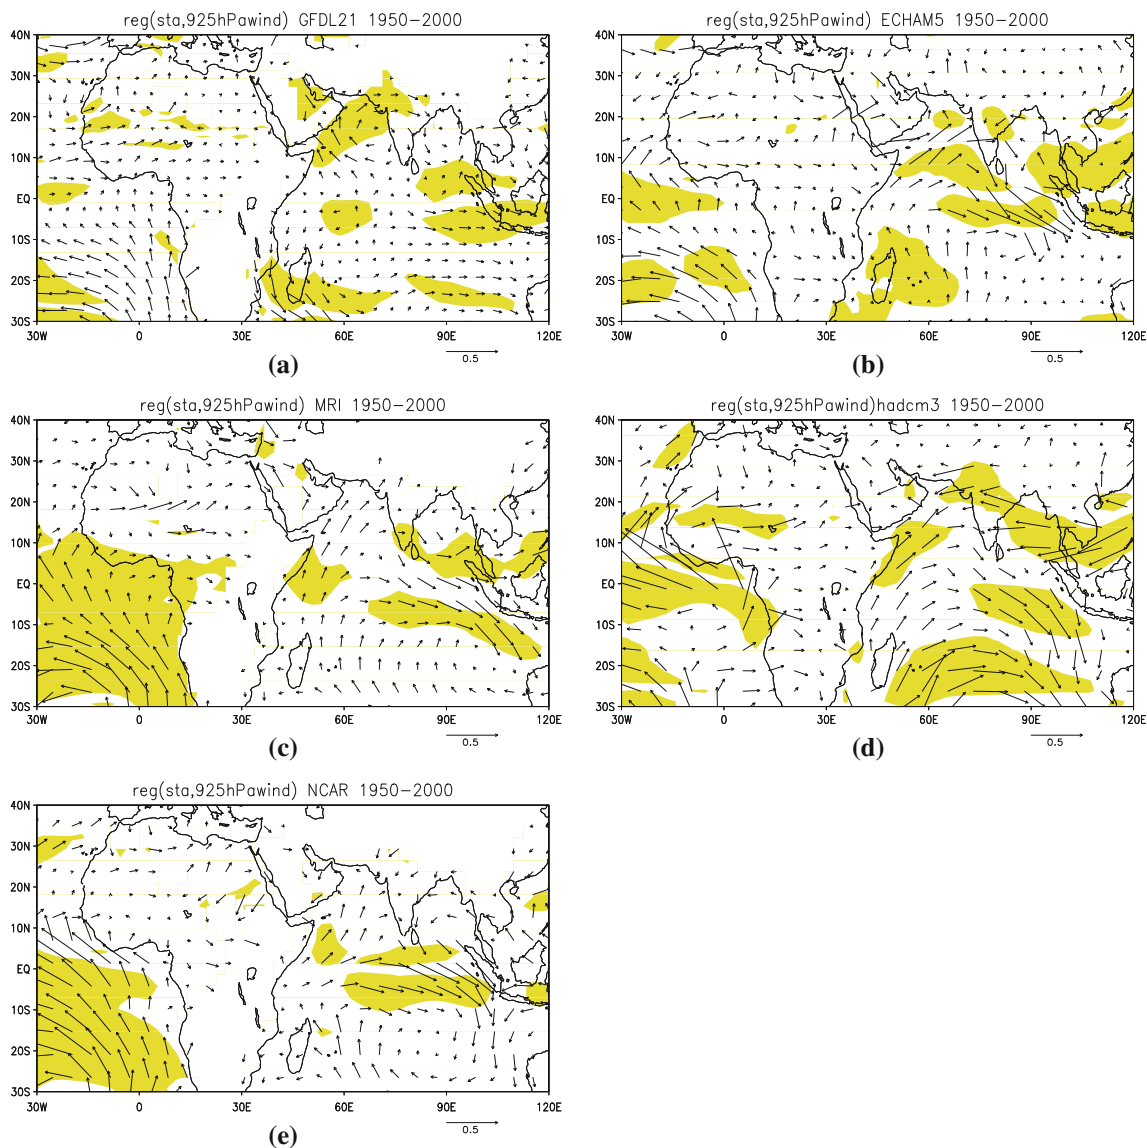 reg(sta,925hPawind) GFDL21 1950–2000
40N
30N
20N
10N
EQ
10S
20S
30S
30W 0 30E 60E 90E 120E
0.5
(a)
reg(sta,925hPawind) ECHAM5 1950–2000
40N
30N
20N
10N
EQ
10S
20S
30S
30W 0 30E 60E 90E 120E
0.5
(b)
reg(sta,925hPawind) MRI 1950–2000
40N
30N
20N
10N
EQ
10S
20S
30S
30W 0 30E 60E 90E 120E
0.5
(c)
reg(sta,925hPawind)hadcm3 1950–2000
40N
30N
20N
10N
EQ
10S
20S
30S
30W 0 30E 60E 90E 120E
0.5
(d)
reg(sta,925hPawind) NCAR 1950–2000
40N
30N
20N
10N
EQ
10S
20S
30S
30W 0 30E 60E 90E 120E
0.5
(e)